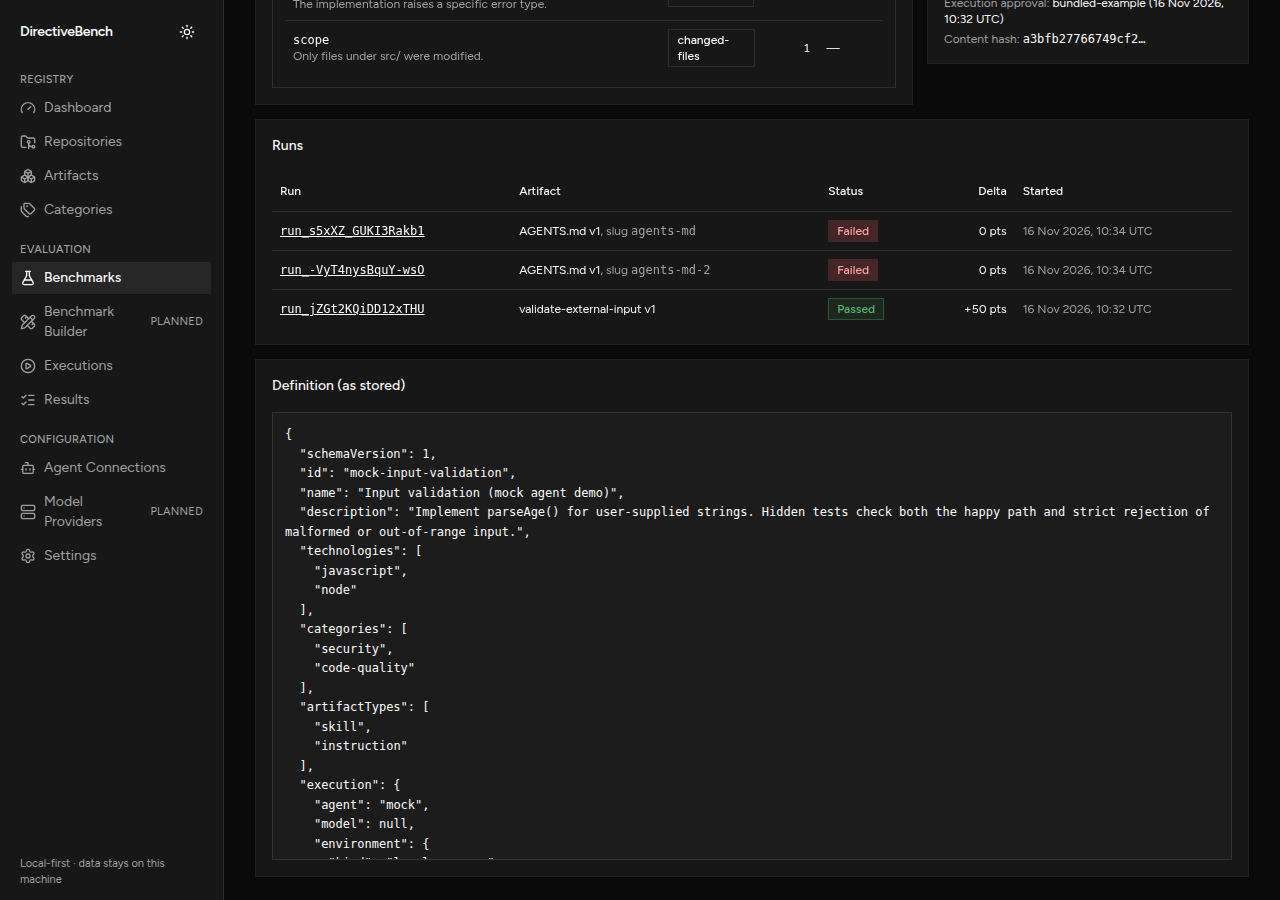 DirectiveBench
REGISTRY
Dashboard
Repositories
Artifacts
Categories
EVALUATION
Benchmarks
Benchmark
Builder
PLANNED
Executions
Results
CONFIGURATION
Agent Connections
Model
Providers
PLANNED
Settings
Local-first · data stays on this
machine
The implementation raises a specific error type.
scope
Only files under src/ were modified.
changed-
files
1 —
Execution approval: bundled-example (16 Nov 2026,
10:32 UTC)
Content hash: a3bfb27766749cf2…
Runs
Run Artifact Status Delta Started
run_s5xXZ_GUKI3Rakb1 AGENTS.md v1, slug agents-md Failed 0 pts 16 Nov 2026, 10:34 UTC
run_-VyT4nysBquY-wsO AGENTS.md v1, slug agents-md-2 Failed 0 pts 16 Nov 2026, 10:34 UTC
run_jZGt2KQiDD12xTHU validate-external-input v1 Passed +50 pts 16 Nov 2026, 10:32 UTC
Definition (as stored)
{
"schemaVersion": 1,
"id": "mock-input-validation",
"name": "Input validation (mock agent demo)",
"description": "Implement parseAge() for user-supplied strings. Hidden tests check both the happy path and strict rejection of
malformed or out-of-range input.",
"technologies": [
"javascript",
"node"
],
"categories": [
"security",
"code-quality"
],
"artifactTypes": [
"skill",
"instruction"
],
"execution": {
"agent": "mock",
"model": null,
"environment": {